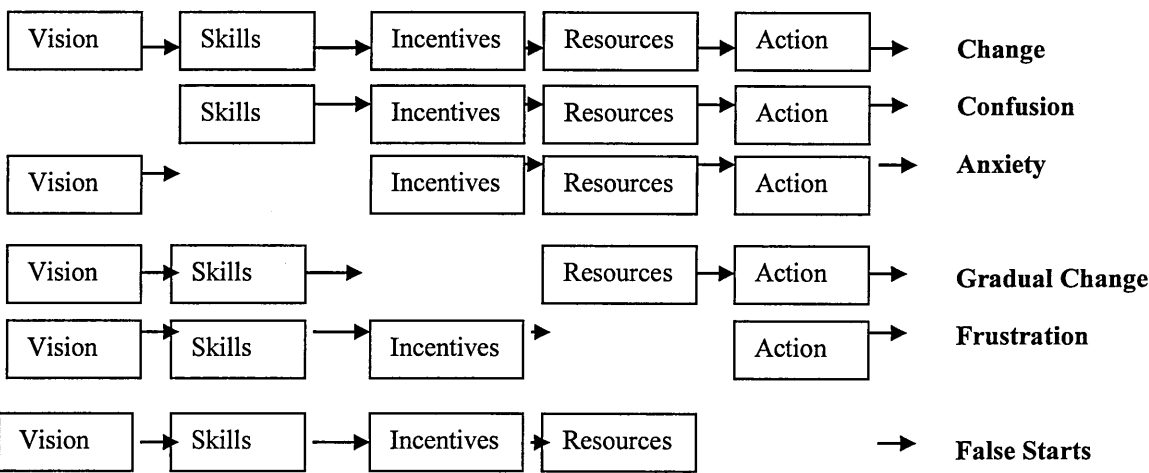 Vision Skills Incentives Resources Action Change
Skills Incentives Resources Action Confusion
Vision Incentives Resources Action Anxiety
Vision Skills Resources Action Gradual Change
Vision Skills Incentives Action Frustration
Vision Skills Incentives Resources False Starts